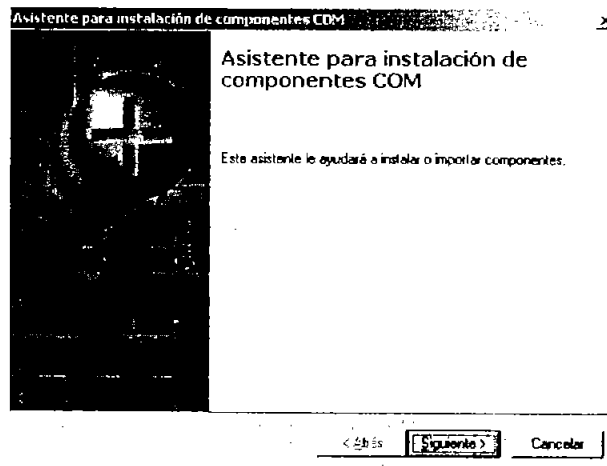 Asistente para instalación de componentes COM
Asistente para instalación de
componentes COM
Este asistente le ayudará a instalar o importar componentes.
< Atrás Siguiente > Cancelar